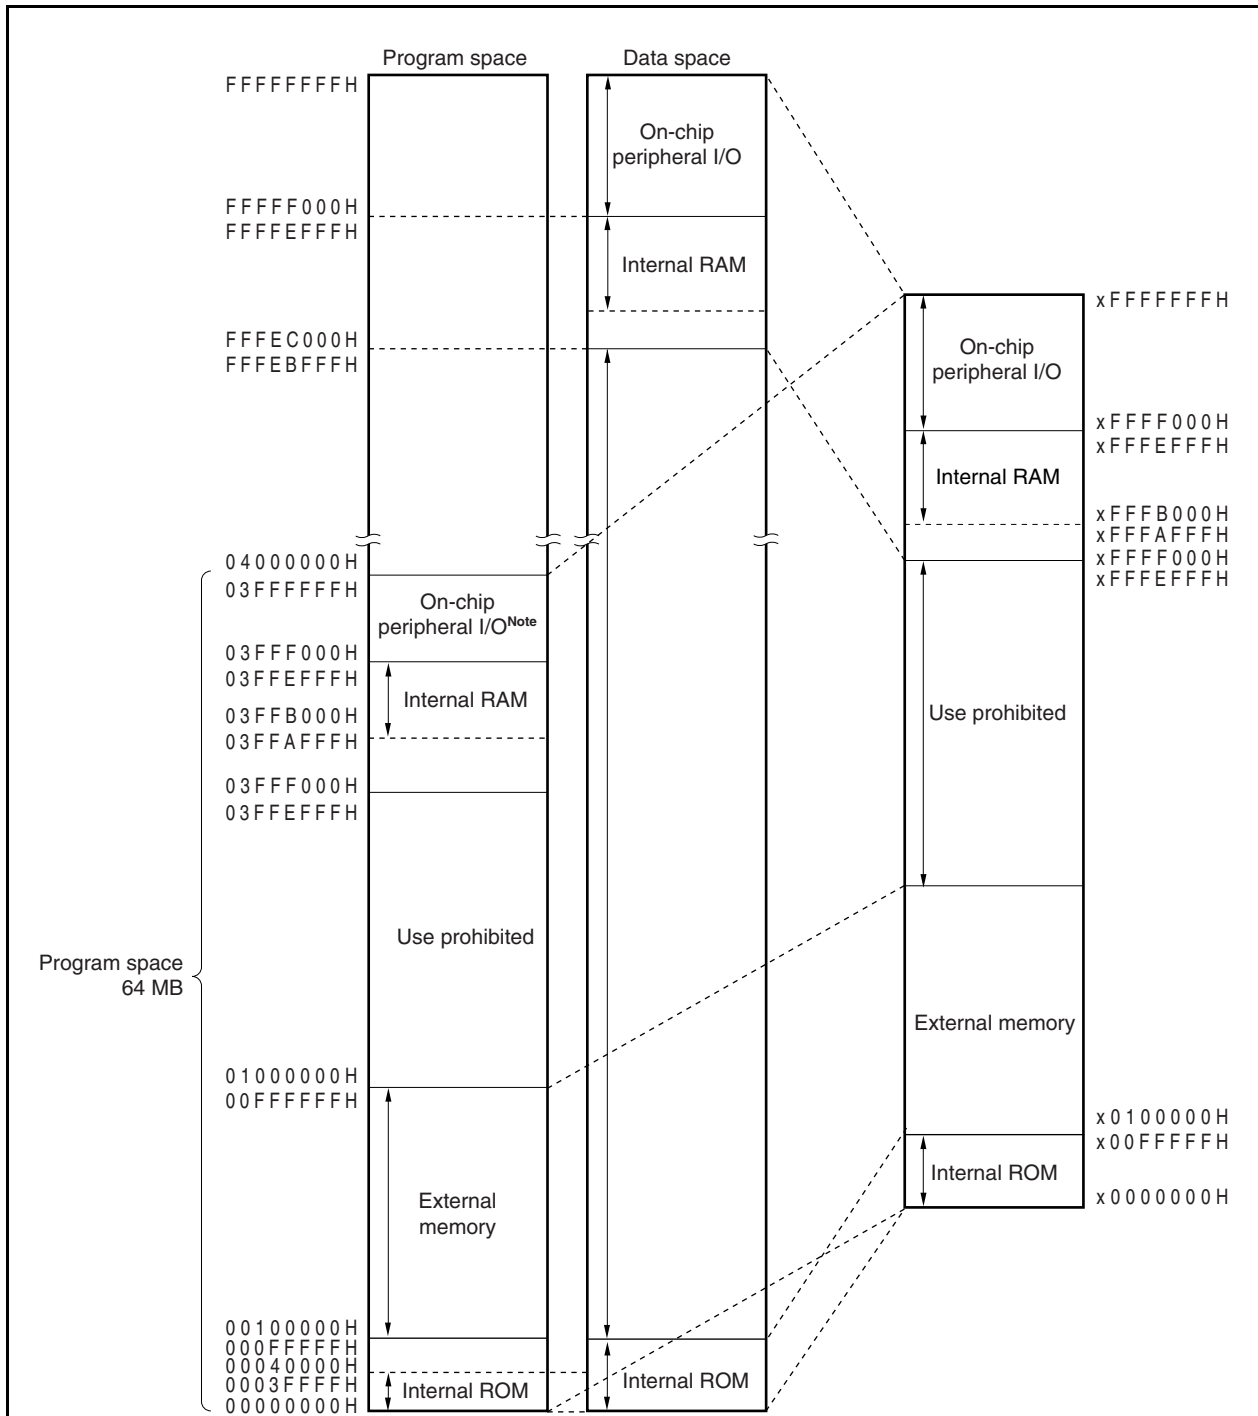 Program space
Data space
FFFFFFFFH
On-chip
peripheral I/O
FFFFF000H
FFFFEFFFH
Internal RAM
FFFEC000H
FFFEBFFFH
xFFFFFFFH
On-chip
peripheral I/O
xFFFF000H
xFFFEFFFH
Internal RAM
xFFFB000H
xFFFAFFFH
xFFFF000H
xFFFEFFFH
04000000H
03FFFFFFH
On-chip
peripheral I/ONote
03FFF000H
03FFEFFFH
Internal RAM
03FFB000H
03FFAFFFH
03FFF000H
03FFEFFFH
Use prohibited
Use prohibited
Program space
64 MB
External memory
01000000H
00FFFFFFH
x0100000H
x00FFFFFH
Internal ROM
x0000000H
External
memory
00100000H
000FFFFFH
00040000H
0003FFFFH
00000000H
Internal ROM
Internal ROM